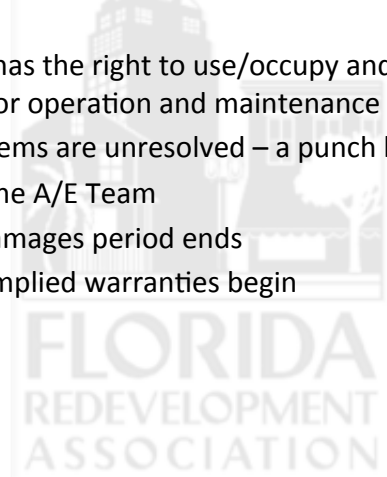 has the right to use/occupy and
or operation and maintenance
ems are unresolved – a punch
he A/E Team
amages period ends
mplied warranties begin
FLORIDA
REDEVELOPMENT
ASSOCIATION